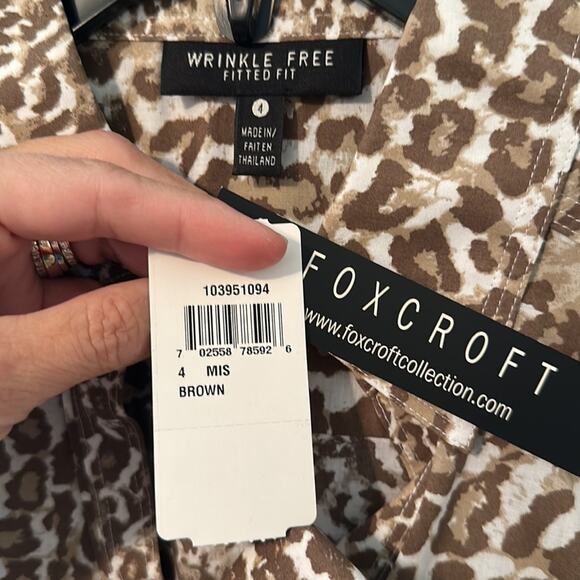 WRINKLE FREE
FITTED FIT
4
MADE IN/
FAIT EN
THAILAND
FOXCROFT
www.foxcroftcollection.com
103951094
7 02558 78592 6
4 MIS
BROWN